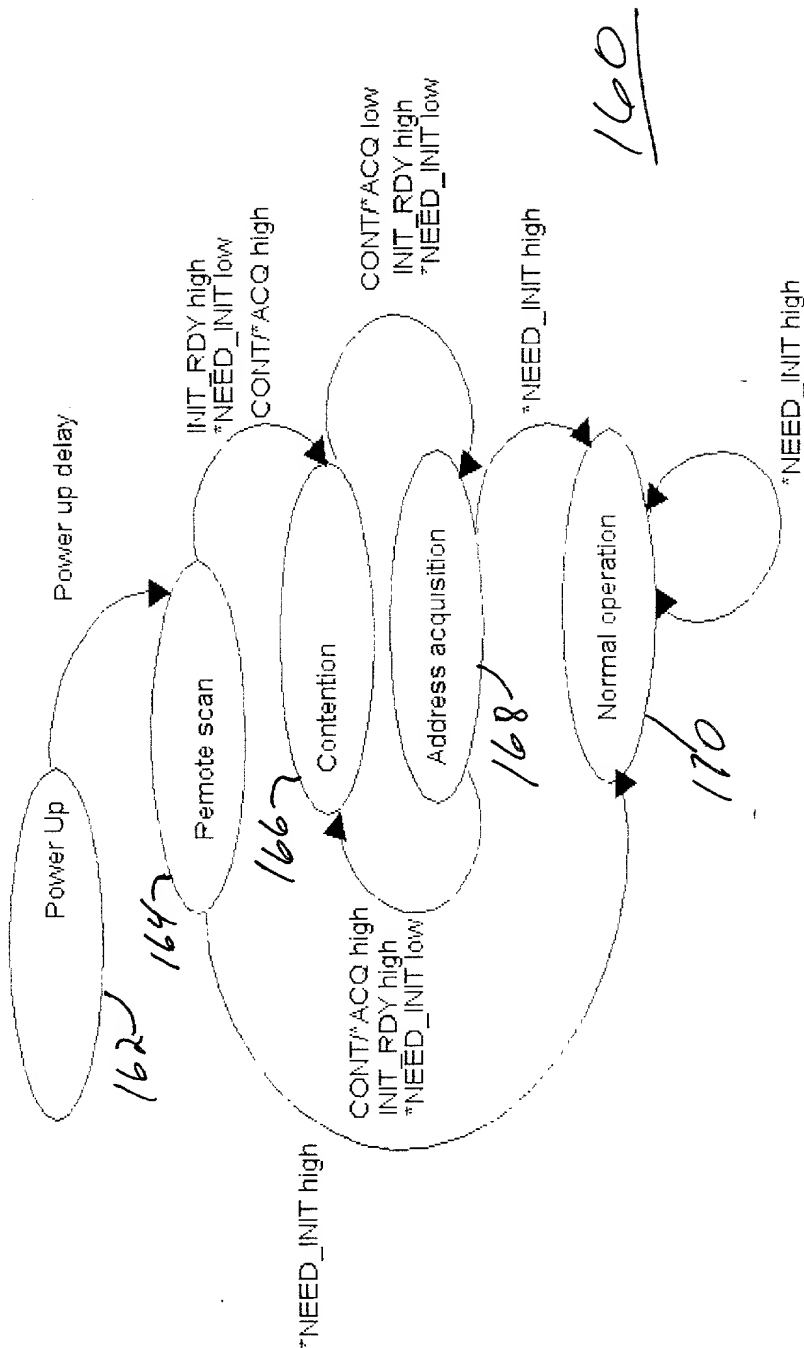 Power Up
162
Power up delay
Remote scan
164
INIT_RDY high
*NEED_INIT low
CONT/*ACQ high
Contention
166
CONT/*ACQ low
INIT_RDY high
*NEED_INIT low
Address acquisition
168
CONT/*ACQ high
INIT_RDY high
*NEED_INIT low
*NEED_INIT high
*NEED_INIT high
Normal operation
170
*NEED_INIT high
160